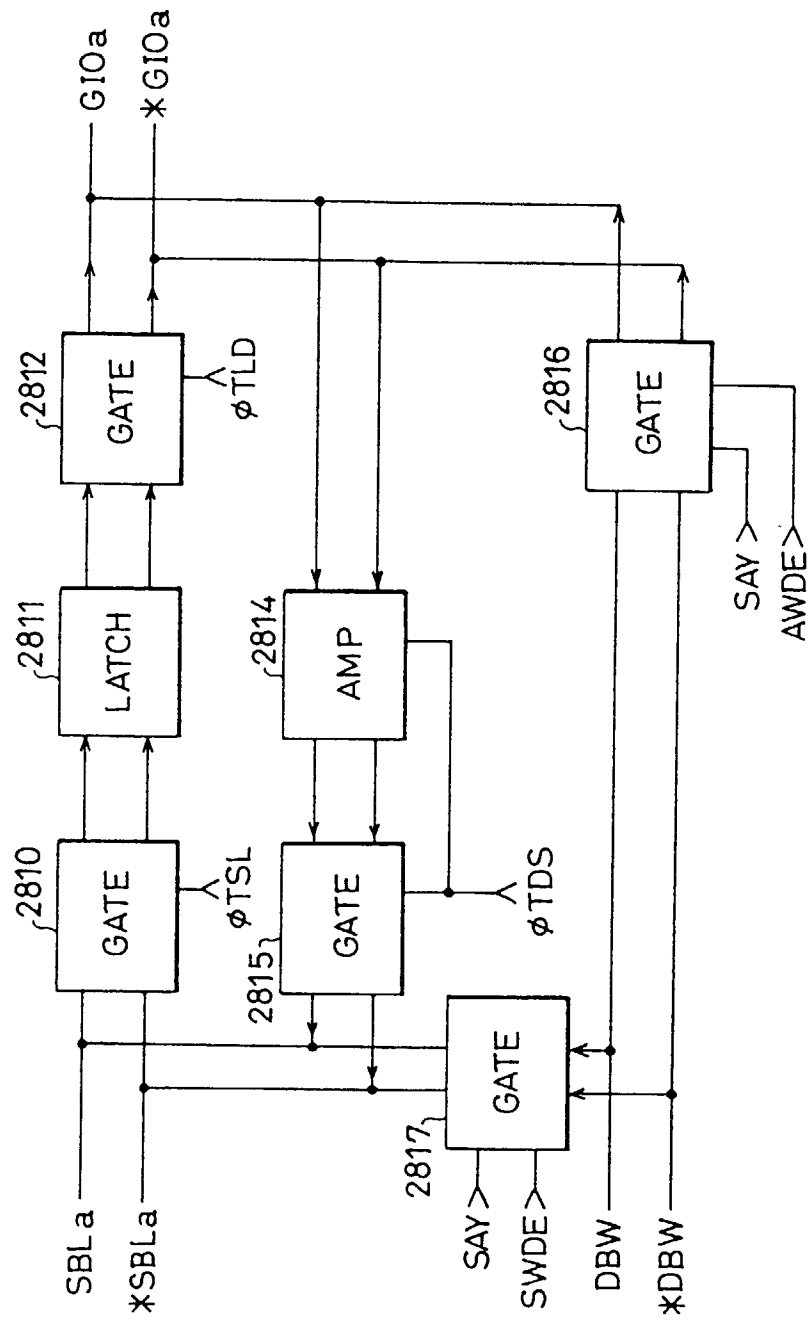 2810
GATE
φTSL
2811
LATCH
2812
GATE
φTLD
GIOa
*GIOa
SBLa
*SBLa
2815
GATE
φTDS
2814
AMP
2817
GATE
SAY
SWDE
DBW
*DBW
2816
GATE
SAY
AWDE